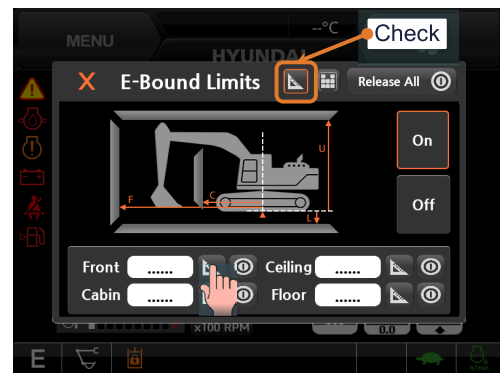 --°C
Check
MENU
HYUNDAI
X E-Bound Limits Release All
U
F
C
L
On
Off
Front ...... Ceiling ......
Cabin ...... Floor ......
x100 RPM
0.0
E